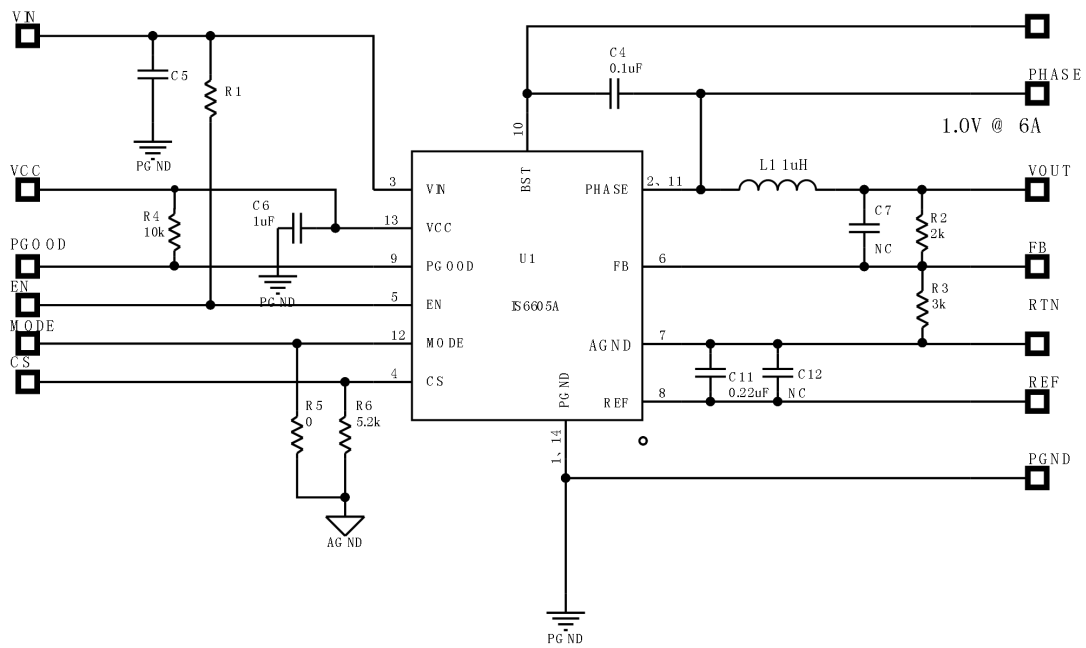 VIN
C5
R1
PGND
VCC
R4
10k
C6
1uF
PGND
PGOOD
EN
MODE
CS
R5
0
R6
5.2k
AGND
3
13
9
5
12
4
VIN
VCC
PGOOD
EN
MODE
CS
10
BST
U1
IS6605A
PHASE
FB
AGND
REF
PGND
1、14
PGND
2、11
6
7
8
C4
0.1uF
PHASE
1.0V @ 6A
L1 1uH
VOUT
C7
NC
R2
2k
FB
R3
3k
RTN
C11
0.22uF
C12
NC
REF
PGND